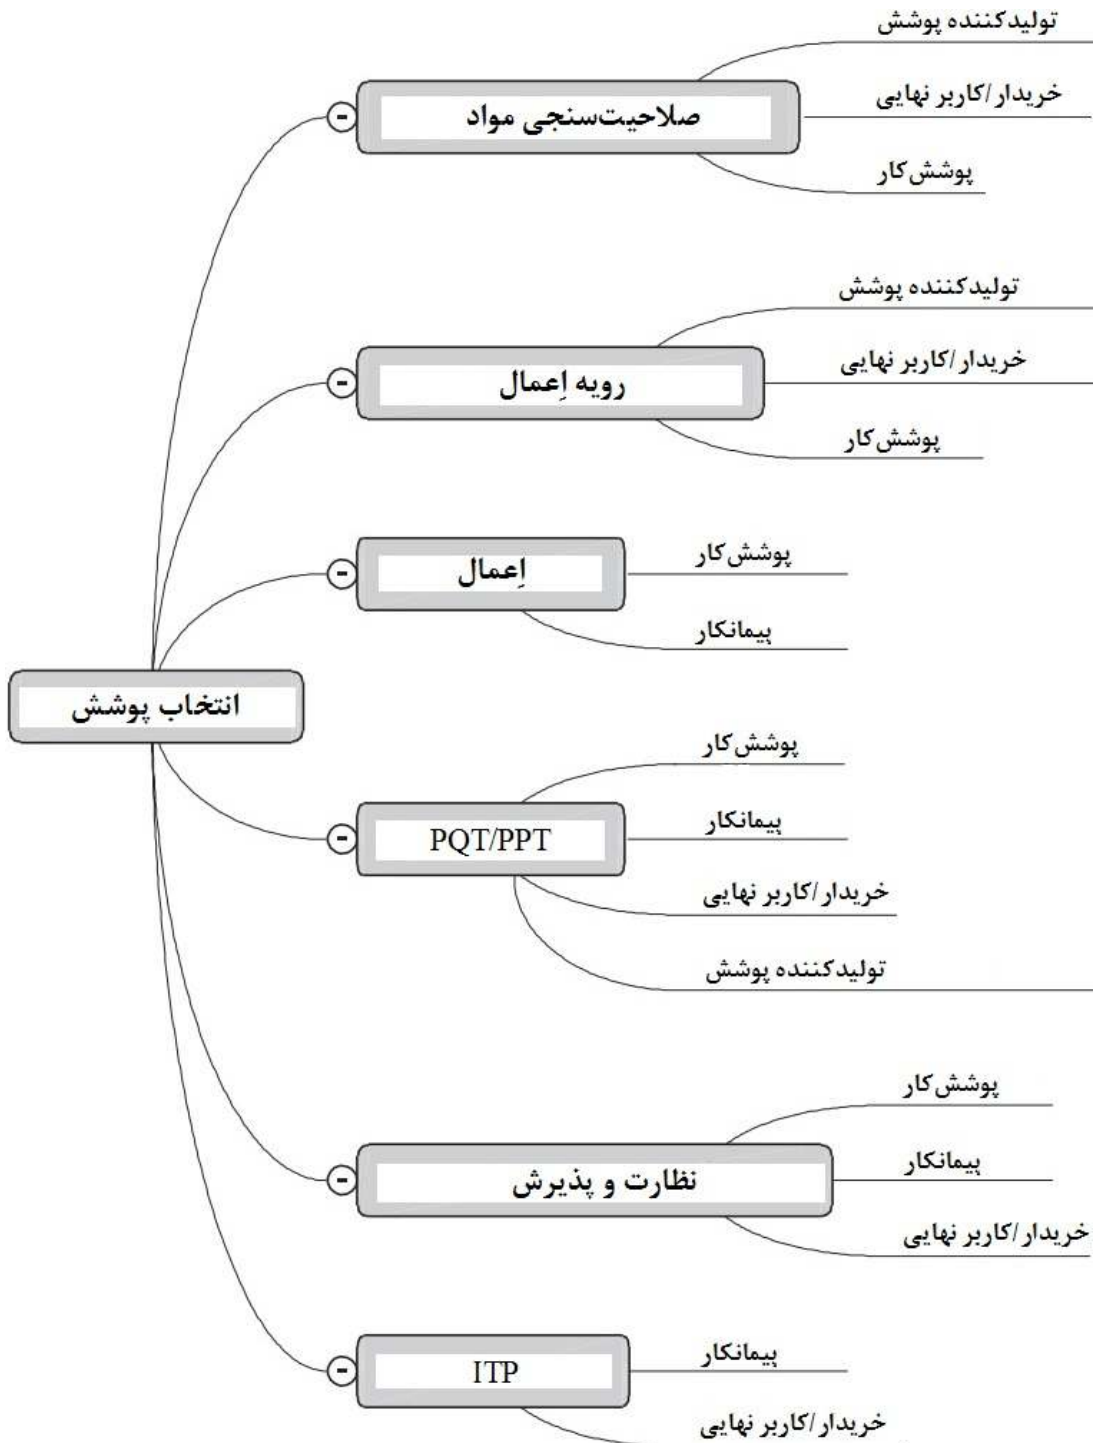 تولیدکننده پوشش
صلاحیت‌سنجی مواد
خریدار/کاربر نهایی
پوشش‌کار
تولیدکننده پوشش
رویه اِعمال
خریدار/کاربر نهایی
پوشش‌کار
اِعمال
پوشش‌کار
پیمانکار
انتخاب پوشش
پوشش‌کار
PQT/PPT
پیمانکار
خریدار/کاربر نهایی
تولیدکننده پوشش
پوشش‌کار
نظارت و پذیرش
پیمانکار
خریدار/کاربر نهایی
ITP
پیمانکار
خریدار/کاربر نهایی